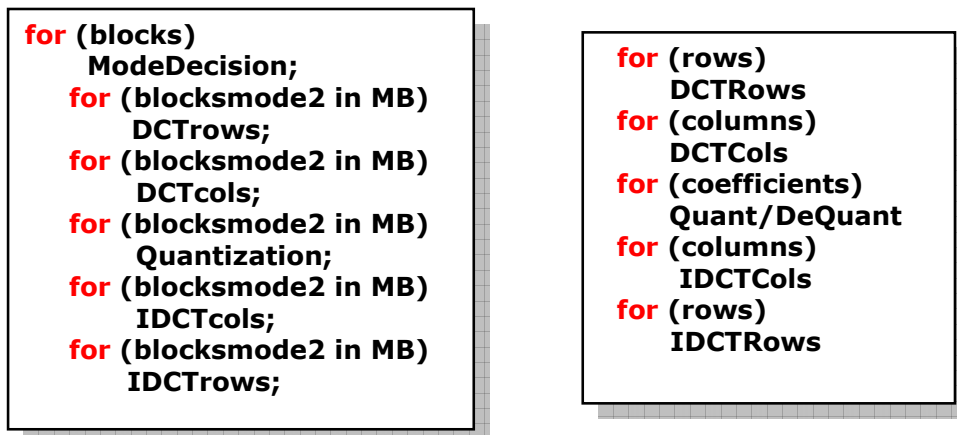 for (blocks)
ModeDecision;
for (blocksmode2 in MB)
DCTrows;
for (blocksmode2 in MB)
DCTcols;
for (blocksmode2 in MB)
Quantization;
for (blocksmode2 in MB)
IDCTcols;
for (blocksmode2 in MB)
IDCTrows;
for (rows)
DCTRows
for (columns)
DCTCols
for (coefficients)
Quant/DeQuant
for (columns)
IDCTCols
for (rows)
IDCTRows